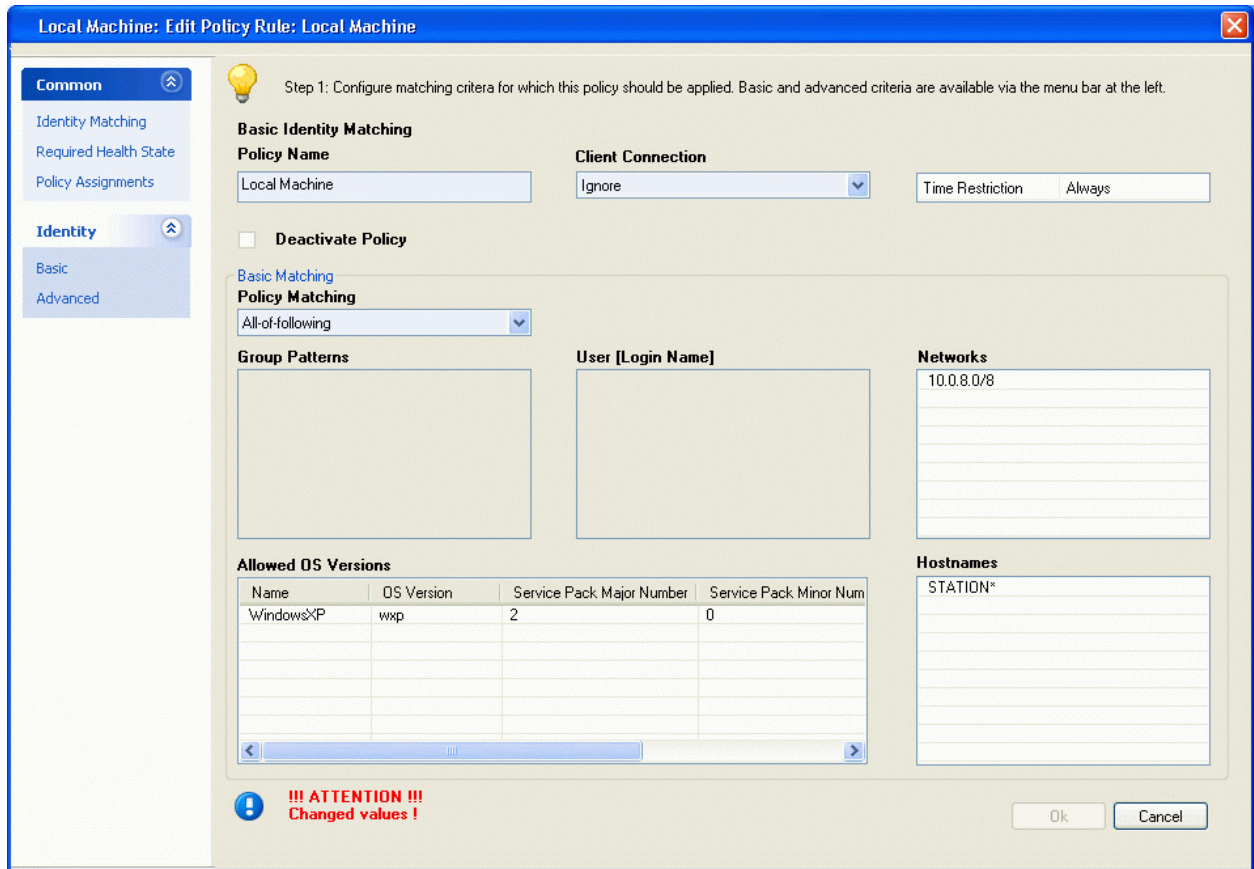 Local Machine: Edit Policy Rule: Local Machine
Common
Identity Matching
Required Health State
Policy Assignments
Identity
Basic
Advanced
Step 1: Configure matching critera for which this policy should be applied. Basic and advanced criteria are available via the menu bar at the left.
Basic Identity Matching
Policy Name
Client Connection
Local Machine
Ignore
Time Restriction Always
Deactivate Policy
Basic Matching
Policy Matching
All-of-following
Group Patterns
User [Login Name]
Networks
10.0.8.0/8
Allowed OS Versions
Name OS Version Service Pack Major Number Service Pack Minor Num
WindowsXP wxp 2 0
Hostnames
STATION*
!!! ATTENTION !!!
Changed values !
Ok
Cancel